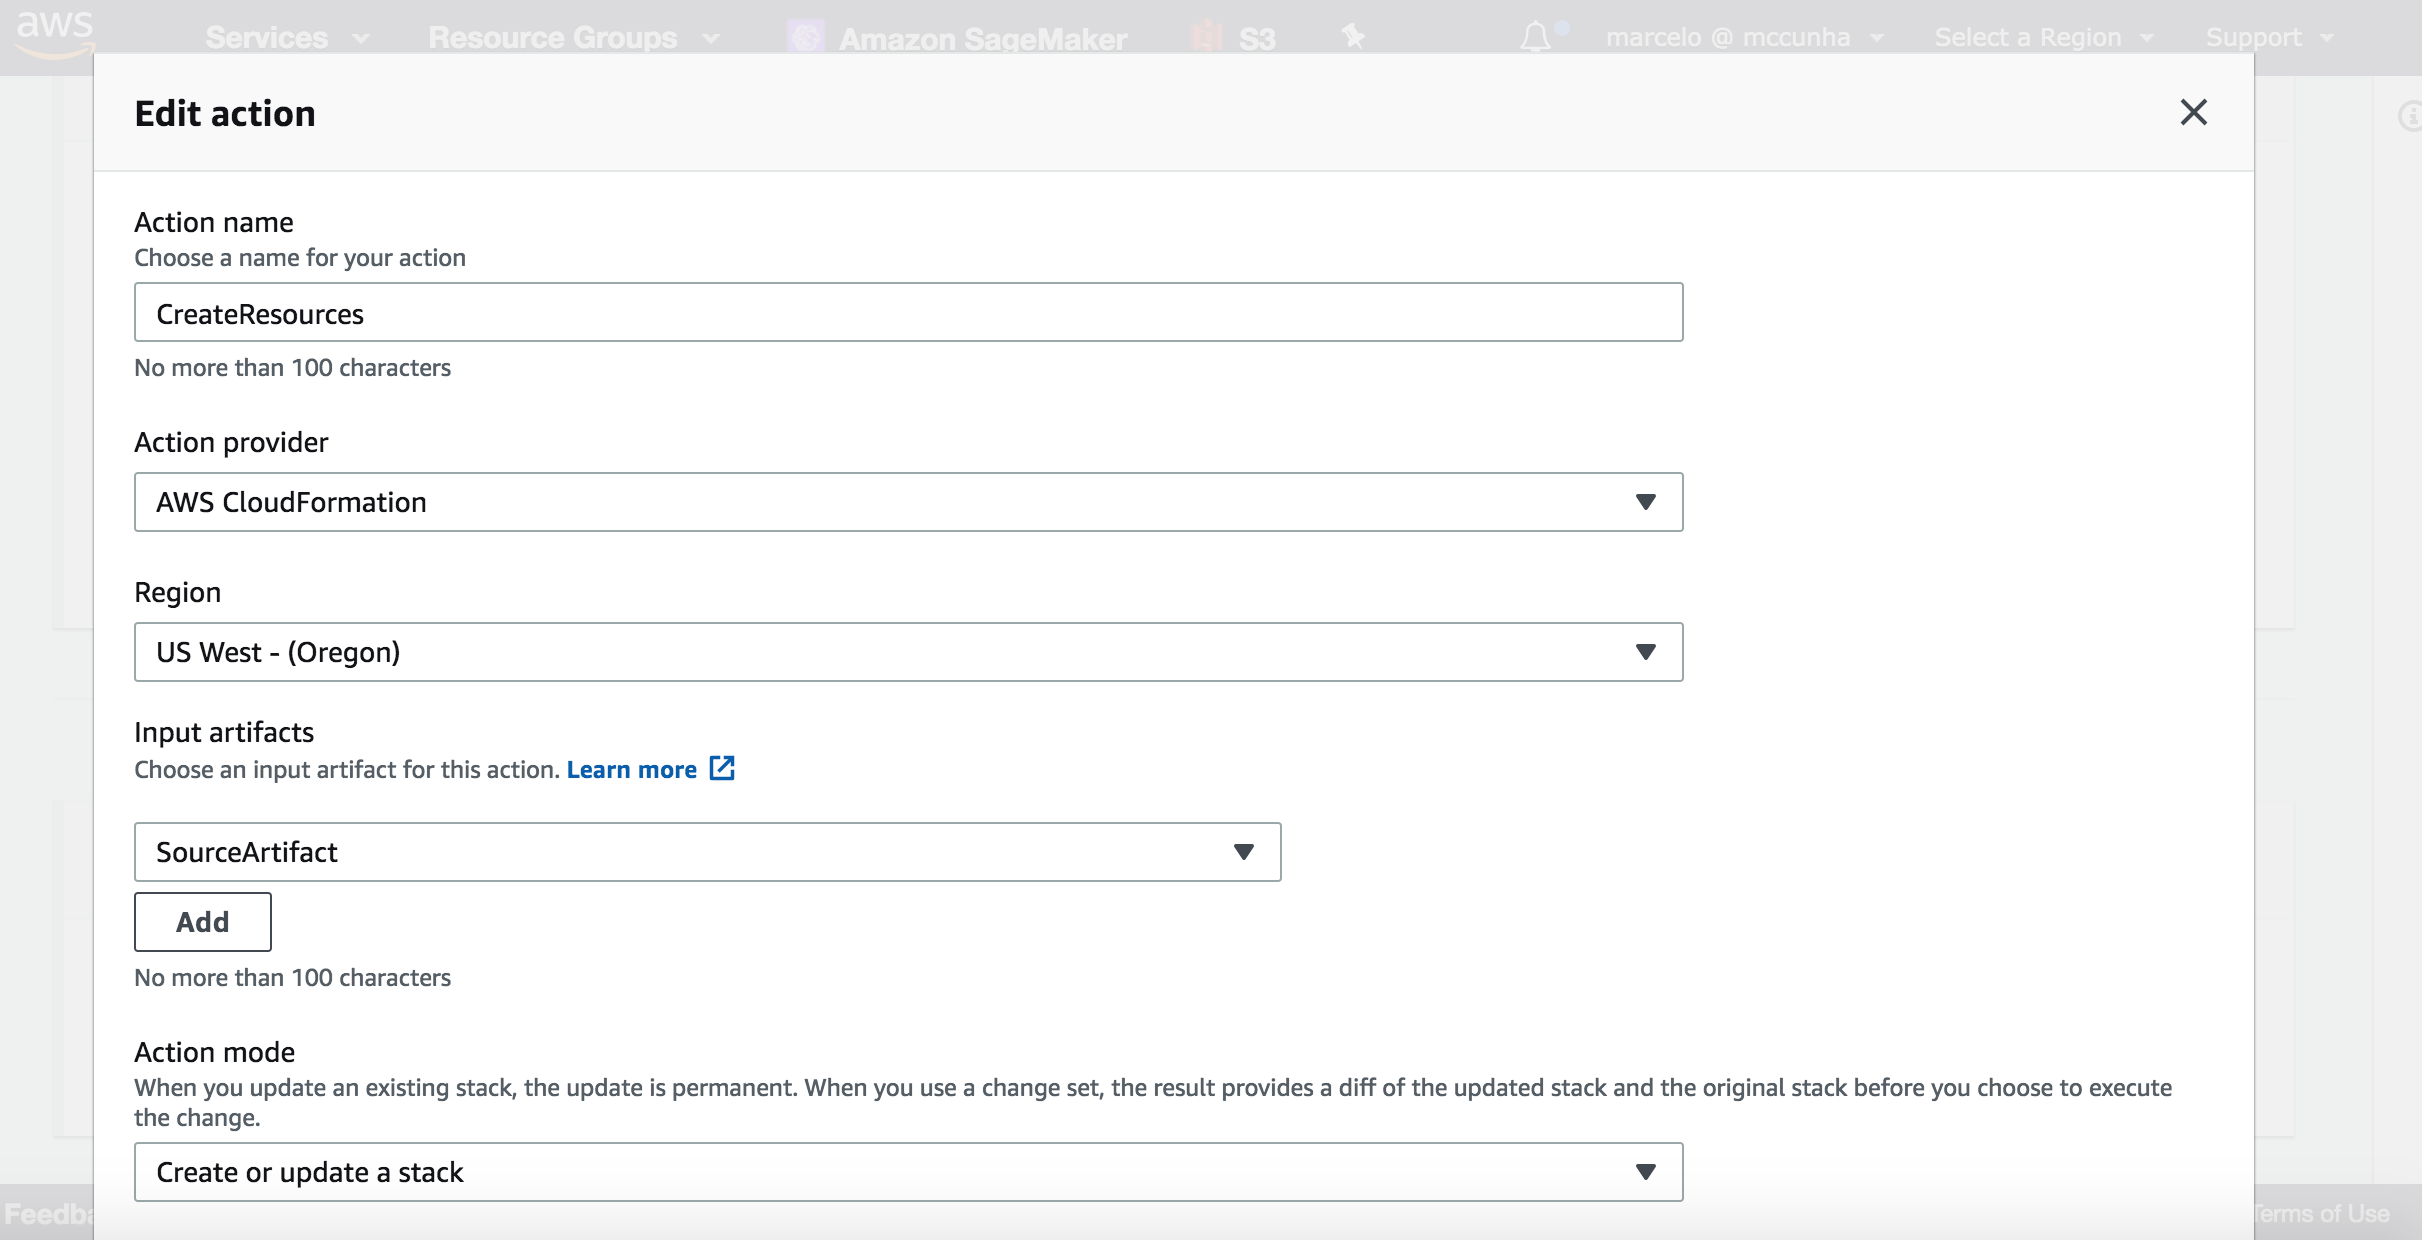 aws
Services
Resource Groups
Amazon SageMaker
S3
marcelo @ mccunha
Select a Region
Support
Edit action
Action name
Choose a name for your action
CreateResources
No more than 100 characters
Action provider
AWS CloudFormation
Region
US West - (Oregon)
Input artifacts
Choose an input artifact for this action. Learn more
SourceArtifact
Add
No more than 100 characters
Action mode
When you update an existing stack, the update is permanent. When you use a change set, the result provides a diff of the updated stack and the original stack before you choose to execute
the change.
Create or update a stack
Feedba
Terms of Use